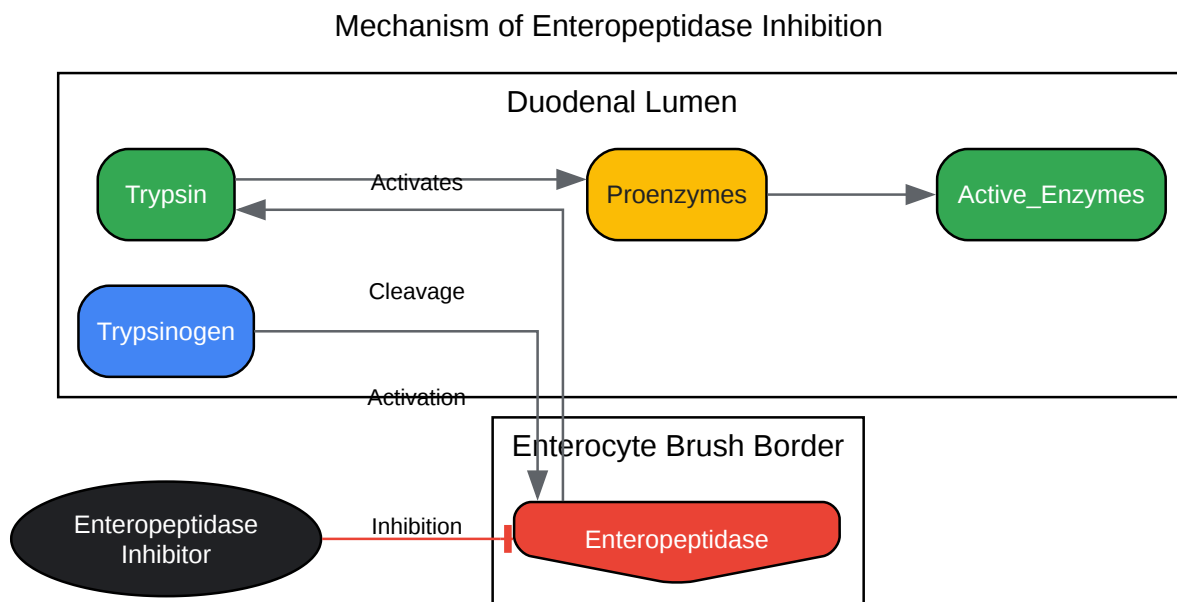 Mechanism of Enteropeptidase Inhibition
Duodenal Lumen
Trypsin
Activates
Proenzymes
Active_Enzymes
Cleavage
Trypsinogen
Activation
Enterocyte Brush Border
Enteropeptidase
Inhibitor
Inhibition
Enteropeptidase